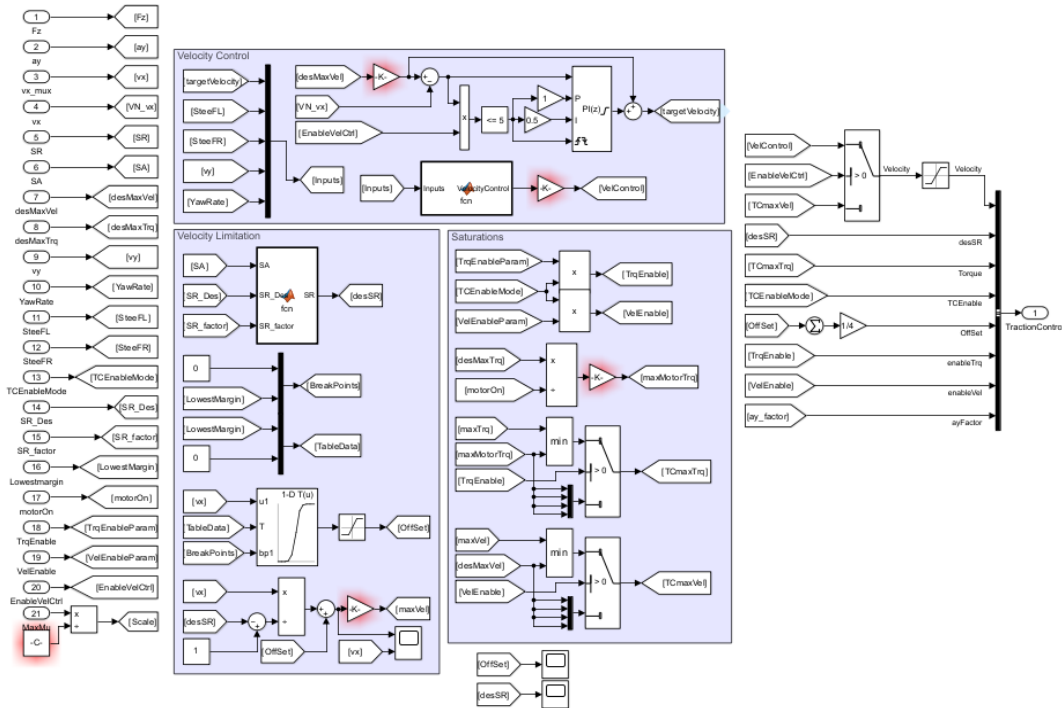 1
[Fz]
Fz
2
[ay]
ay
3
[vx]
vx_mux
4
[VN_vx]
vx
5
[SR]
SR
6
[SA]
SA
7
[desMaxVel]
desMaxVel
8
[desMaxTrq]
desMaxTrq
9
[vy]
vy
10
[YawRate]
YawRate
11
[SteeFL]
SteeFL
12
[SteeFR]
SteeFR
13
[TCEnableMode]
TCEnableMode
14
[SR_Des]
SR_Des
15
[SR_factor]
SR_factor
16
[LowestMargin]
Lowestmargin
17
[motorOn]
motorOn
18
[TrqEnableParam]
TrqEnable
19
[VelEnableParam]
VelEnable
20
[EnableVelCtrl]
EnableVelCtrl
21
MaxMu
x
÷
[Scale]
-C-
Velocity Control
[targetVelocity]
[SteeFL]
[SteeFR]
[vy]
[YawRate]
[Inputs]
[desMaxVel]
-K-
+
-
[VN_vx]
[EnableVelCtrl]
x
<= 5
1
0.5
P
PI(z)
I
+
+
[targetVelocity]
[Inputs]
Inputs
VelocityControl
fcn
-K-
[VelControl]
Velocity Limitation
[SA]
[SR_Des]
[SR_factor]
SA
SR_Des
SR
fcn
SR_factor
[desSR]
0
[LowestMargin]
[LowestMargin]
0
[BreakPoints]
[TableData]
[vx]
[TableData]
[BreakPoints]
1-D T(u)
u1
T
bp1
[OffSet]
[vx]
[desSR]
1
-
+
x
÷
+
+
-K-
[maxVel]
[OffSet]
[vx]
Saturations
[TrqEnableParam]
[TCEnableMode]
[VelEnableParam]
x
x
[TrqEnable]
[VelEnable]
[desMaxTrq]
[motorOn]
x
÷
-K-
[maxMotorTrq]
[maxTrq]
[maxMotorTrq]
[TrqEnable]
min
> 0
[TCmaxTrq]
[maxVel]
[desMaxVel]
[VelEnable]
min
> 0
[TCmaxVel]
[OffSet]
[desSR]
[VelControl]
[EnableVelCtrl]
[TCmaxVel]
> 0
Velocity
Velocity
[desSR]
desSR
[TCmaxTrq]
Torque
[TCEnableMode]
TCEnable
[OffSet]
Σ
1/4
OffSet
[TrqEnable]
enableTrq
[VelEnable]
enableVel
[ay_factor]
ayFactor
1
TractionContro